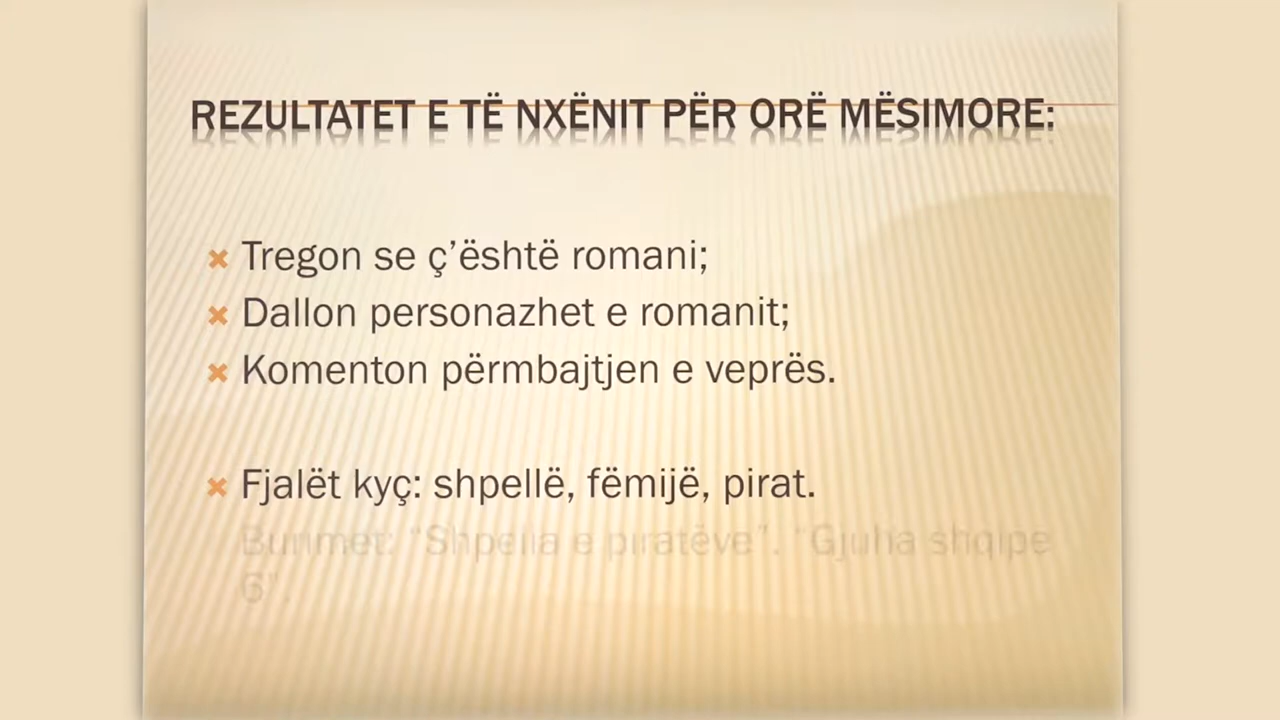 REZULTATET E TË NXËNIT PËR ORË MËSIMORE:
Tregon se ç’është romani;
Dallon personazhet e romanit;
Komenton përmbajtjen e veprës.
Fjalët kyç: shpellë, fëmijë, pirat.
Burimet: “Shpella e piratëve”. “Gjuha shqipe
6”.